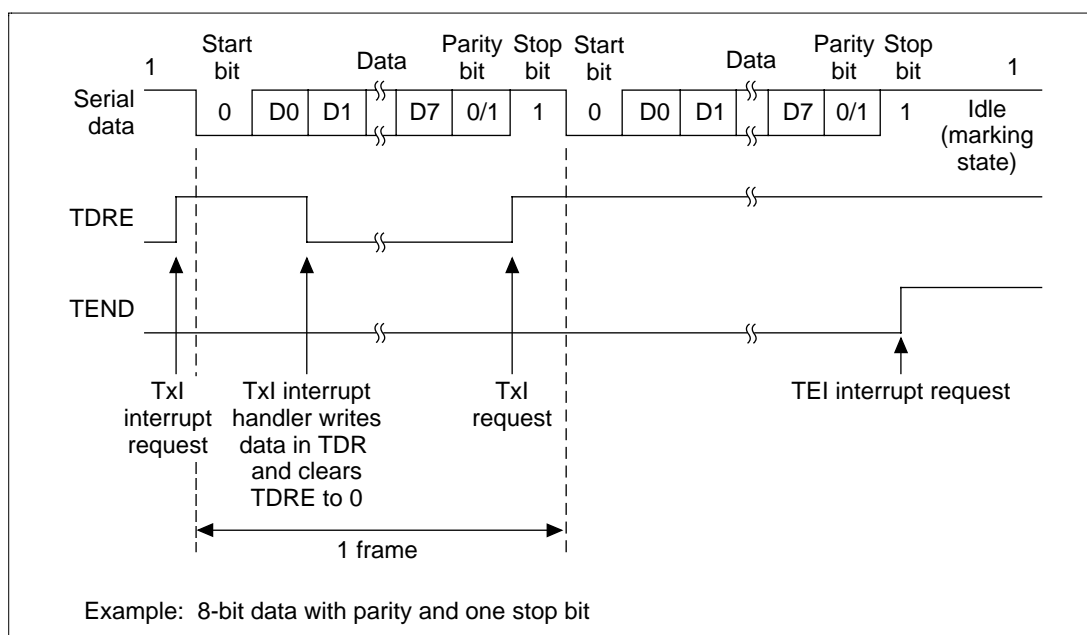 Start bit
Data
Parity bit
Stop bit
Start bit
Data
Parity bit
Stop bit
1
1
Serial data
0
D0
D1
D7
0/1
1
0
D0
D1
D7
0/1
1
Idle (marking state)
TDRE
TEND
TxI
interrupt
request
TxI interrupt
handler writes
data in TDR
and clears
TDRE to 0
TxI
request
TEI interrupt request
1 frame
Example: 8-bit data with parity and one stop bit